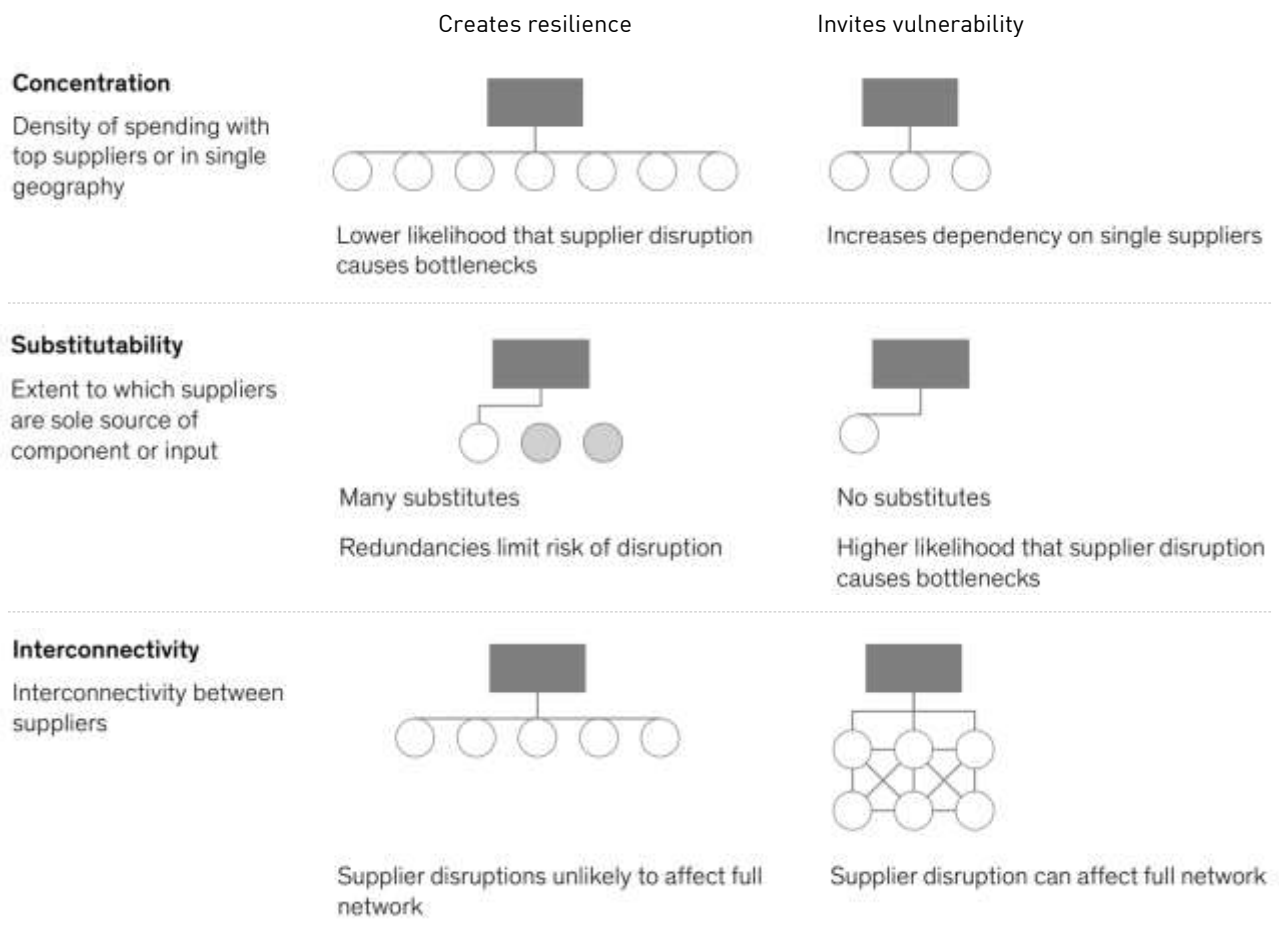 Creates resilience
Invites vulnerability
Concentration
Density of spending with
top suppliers or in single
geography
Lower likelihood that supplier disruption
causes bottlenecks
Increases dependency on single suppliers
Substitutability
Extent to which suppliers
are sole source of
component or input
Many substitutes
Redundancies limit risk of disruption
No substitutes
Higher likelihood that supplier disruption
causes bottlenecks
Interconnectivity
Interconnectivity between
suppliers
Supplier disruptions unlikely to affect full
network
Supplier disruption can affect full network